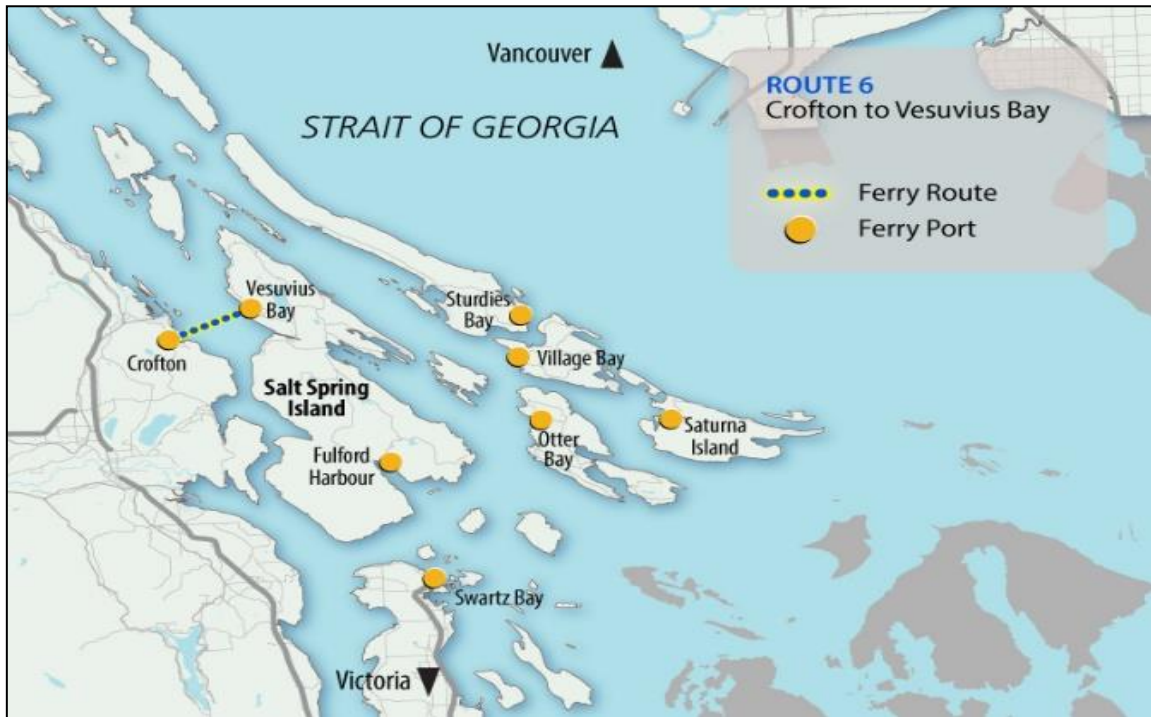 Vancouver ▲
ROUTE 6
Crofton to Vesuvius Bay
Ferry Route
Ferry Port
STRAIT OF GEORGIA
Vesuvius
Bay
Crofton
Sturdies
Bay
Village Bay
Salt Spring
Island
Otter
Bay
Saturna
Island
Fulford
Harbour
Swartz Bay
Victoria ▼